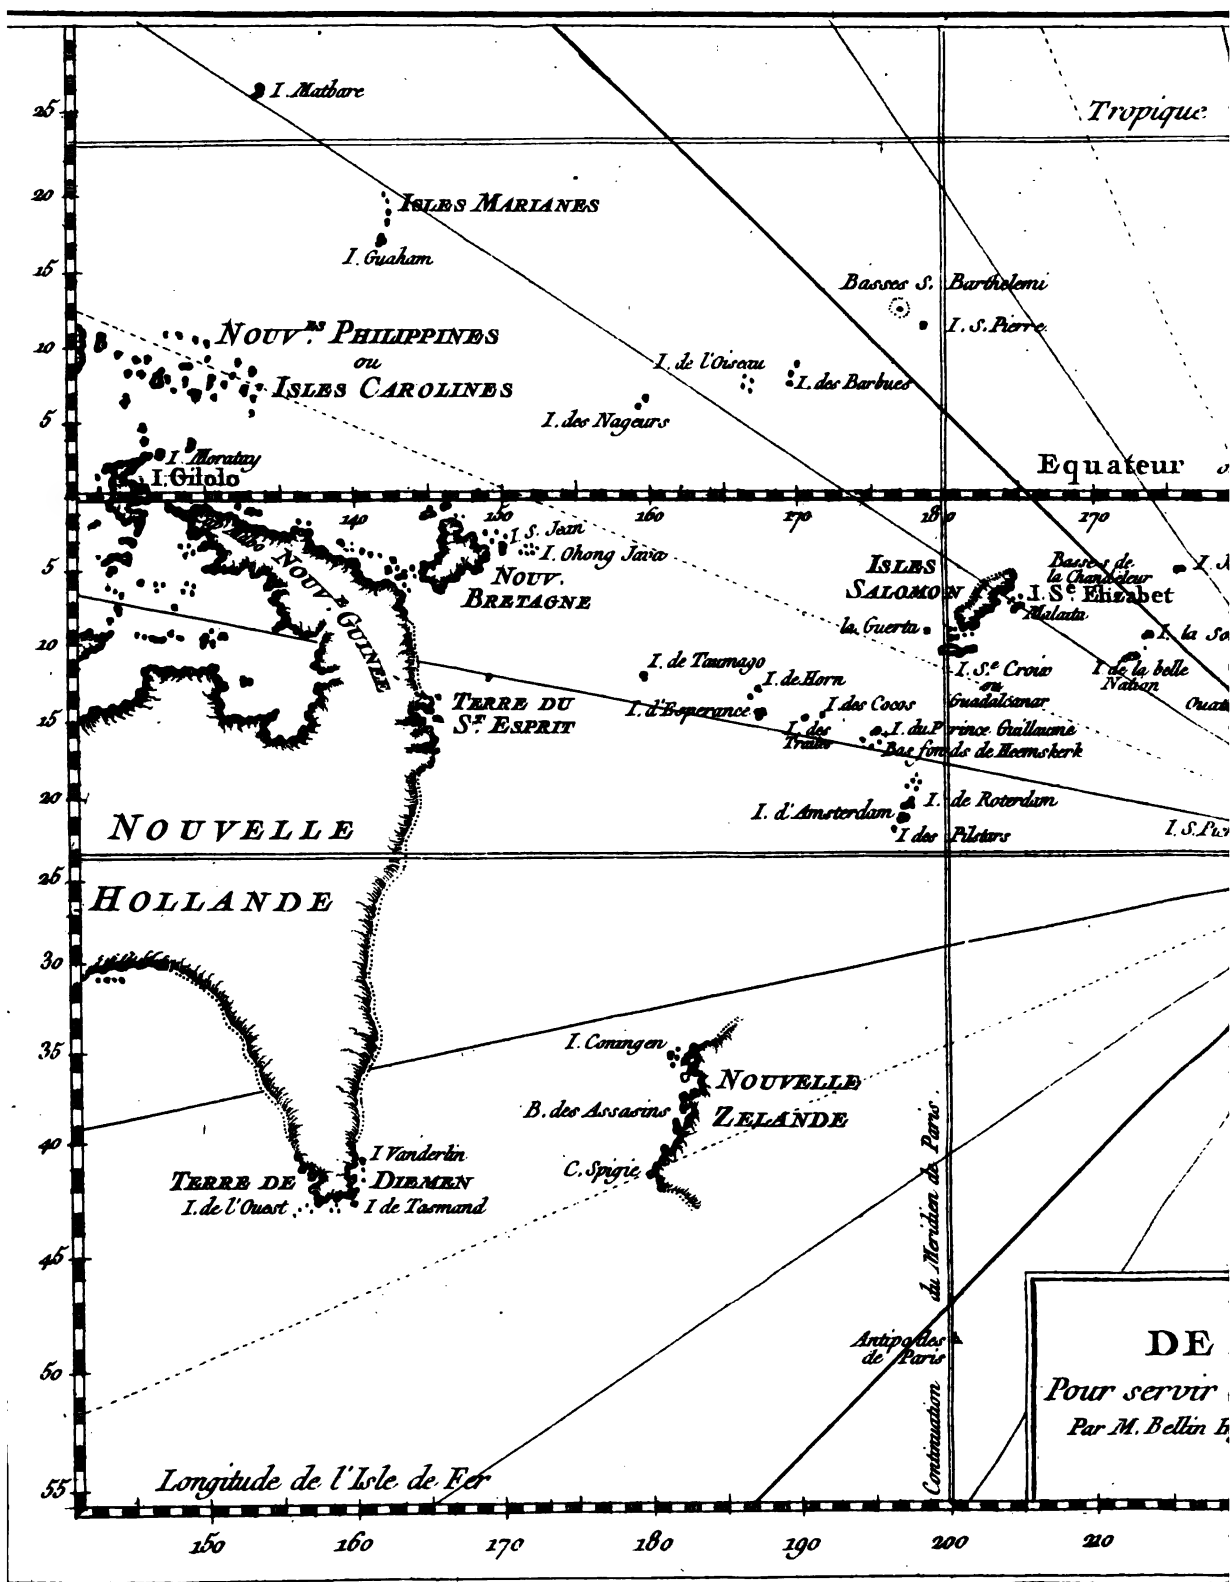 I. Matbare
25
Tropique
20
ISLES MARIANES
I. Guaham
15
Basses S. Barthelemi
I. S. Pierre
NOUV.ES PHILIPPINES
ou
ISLES CAROLINES
10
I. de l'Oiseau
I. des Barbues
5
I. des Nageurs
I. Moratay
I. Gilolo
Equateur
0
140
150
160
170
180
170
I. S. Jean
I. Ohong Java
NOUV.
BRETAGNE
NOUV.E GUINÉE
5
ISLES
SALOMON
Basses de
la Chandeleur
I. S.e Elizabet
Malaita
la Guerta
10
I. de Taumago
I. de Horn
I. S.e Croix
ou
Guadalcanar
I. de la belle
Nation
TERRE DU
S.T ESPRIT
15
I. d'Esperance
I. des Cocos
I. des
Traitres
I. du Prince Guillaume
Bas fonds de Heemskerk
20
I. d'Amsterdam
I. de Roterdam
I. des Pilstars
NOUVELLE
25
HOLLANDE
30
35
I. Coningen
NOUVELLE
ZELANDE
B. des Assasins
40
C. Spigie
I Vanderlin
TERRE DE DIEMEN
I. de l'Ouest
I de Tasmand
45
Continuation du Meridien de Paris
Antipodes
de Paris
50
DE
Pour servir
Par M. Bellin
55
Longitude de l'Isle de Fer
150
160
170
180
190
200
210